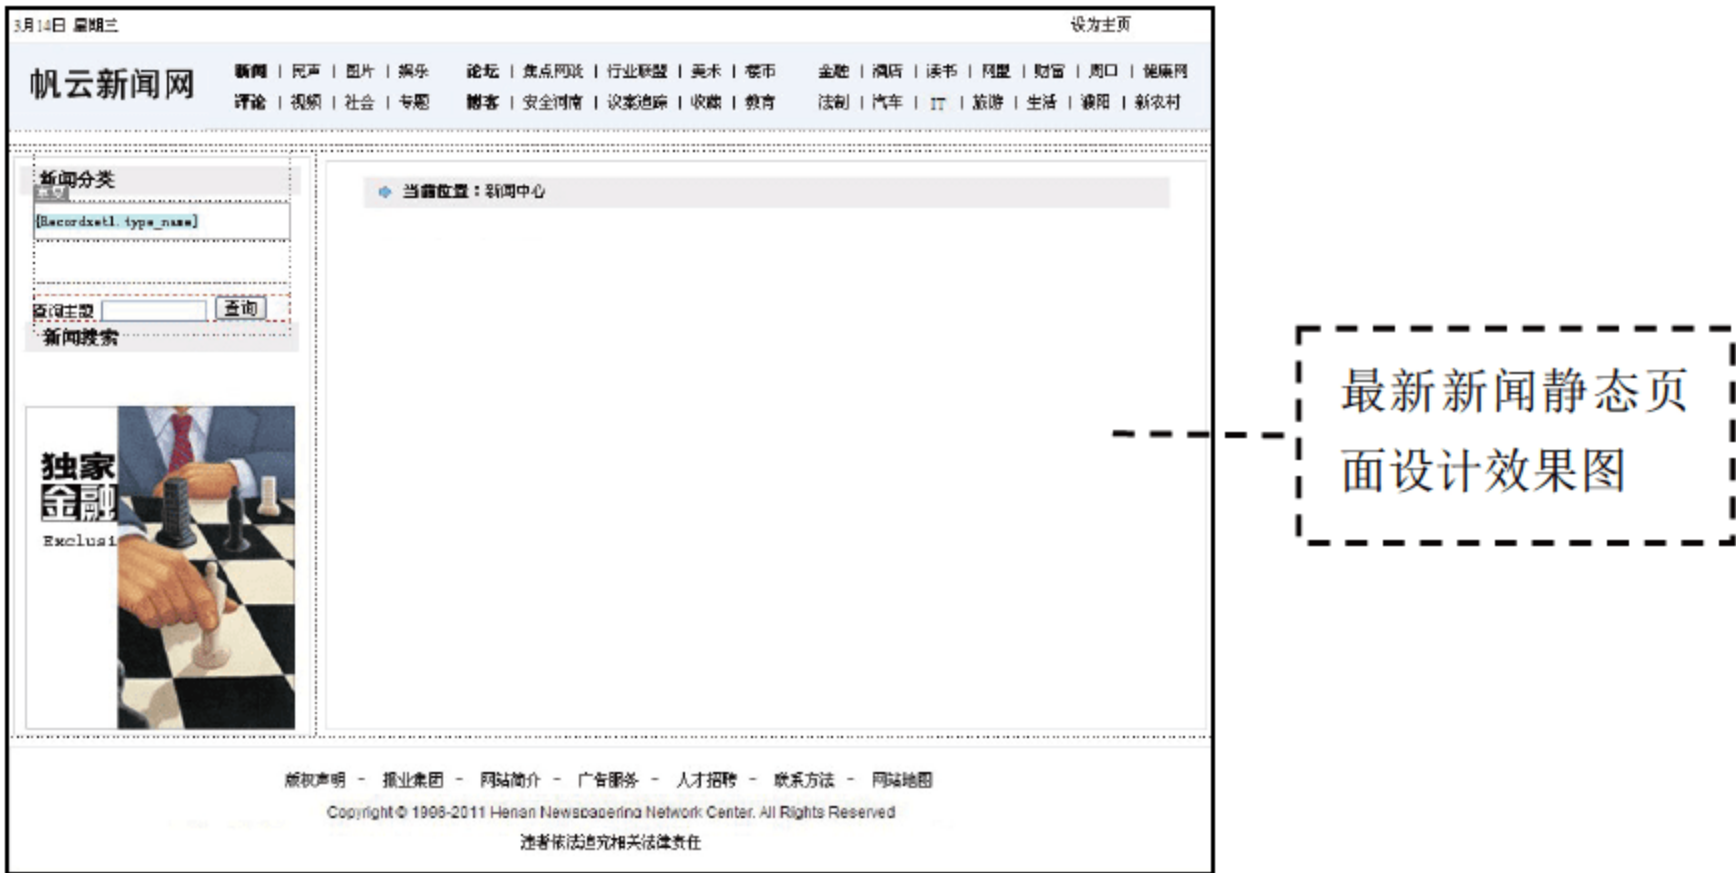 3月14日 星期三
设为主页
帆云新闻网
新闻 | 民声 | 图片 | 娱乐 论坛 | 焦点网谈 | 行业联盟 | 美术 | 楼市 金融 | 酒店 | 读书 | 网盟 | 财富 | 周口 | 健康网
评论 | 视频 | 社会 | 专题 博客 | 安全河南 | 议案追踪 | 收藏 | 教育 法制 | 汽车 | IT | 旅游 | 生活 | 濮阳 | 新农村
新闻分类
当前位置：新闻中心
{Recordset1.type_name}
查询主题 查询
新闻搜索
独家
金融
Exclusi
最新新闻静态页
面设计效果图
版权声明 - 报业集团 - 网站简介 - 广告服务 - 人才招聘 - 联系方法 - 网站地图
Copyright © 1996-2011 Henan Newspapering Network Center. All Rights Reserved
违者依法追究相关法律责任